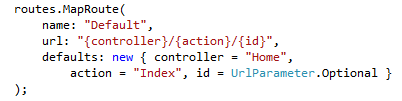 routes.MapRoute(
    name: "Default",
    url: "{controller}/{action}/{id}",
    defaults: new { controller = "Home",
        action = "Index", id = UrlParameter.Optional }
);